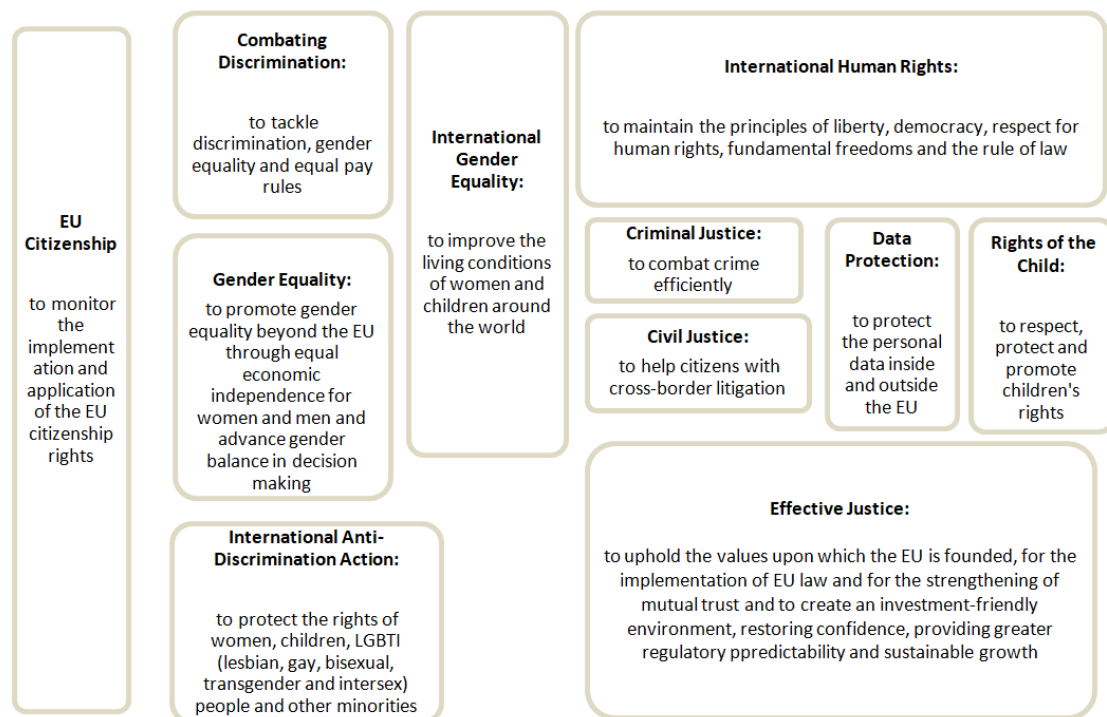 EU
Citizenship
to monitor
the
implement
ation and
application
of the EU
citizenship
rights
Combating
Discrimination:
to tackle
discrimination, gender
equality and equal pay
rules
Gender Equality:
to promote gender
equality beyond the EU
through equal
economic
independence for
women and men and
advance gender
balance in decision
making
International Anti-
Discrimination Action:
to protect the rights of
women, children, LGBTI
(lesbian, gay, bisexual,
transgender and intersex)
people and other minorities
International
Gender
Equality:
to improve the
living conditions
of women and
children around
the world
International Human Rights:
to maintain the principles of liberty, democracy, respect for
human rights, fundamental freedoms and the rule of law
Criminal Justice:
to combat crime
efficiently
Civil Justice:
to help citizens with
cross-border litigation
Data
Protection:
to protect
the personal
data inside
and outside
the EU
Rights of the
Child:
to respect,
protect and
promote
children's
rights
Effective Justice:
to uphold the values upon which the EU is founded, for the
implementation of EU law and for the strengthening of
mutual trust and to create an investment-friendly
environment, restoring confidence, providing greater
regulatory ppredictability and sustainable growth